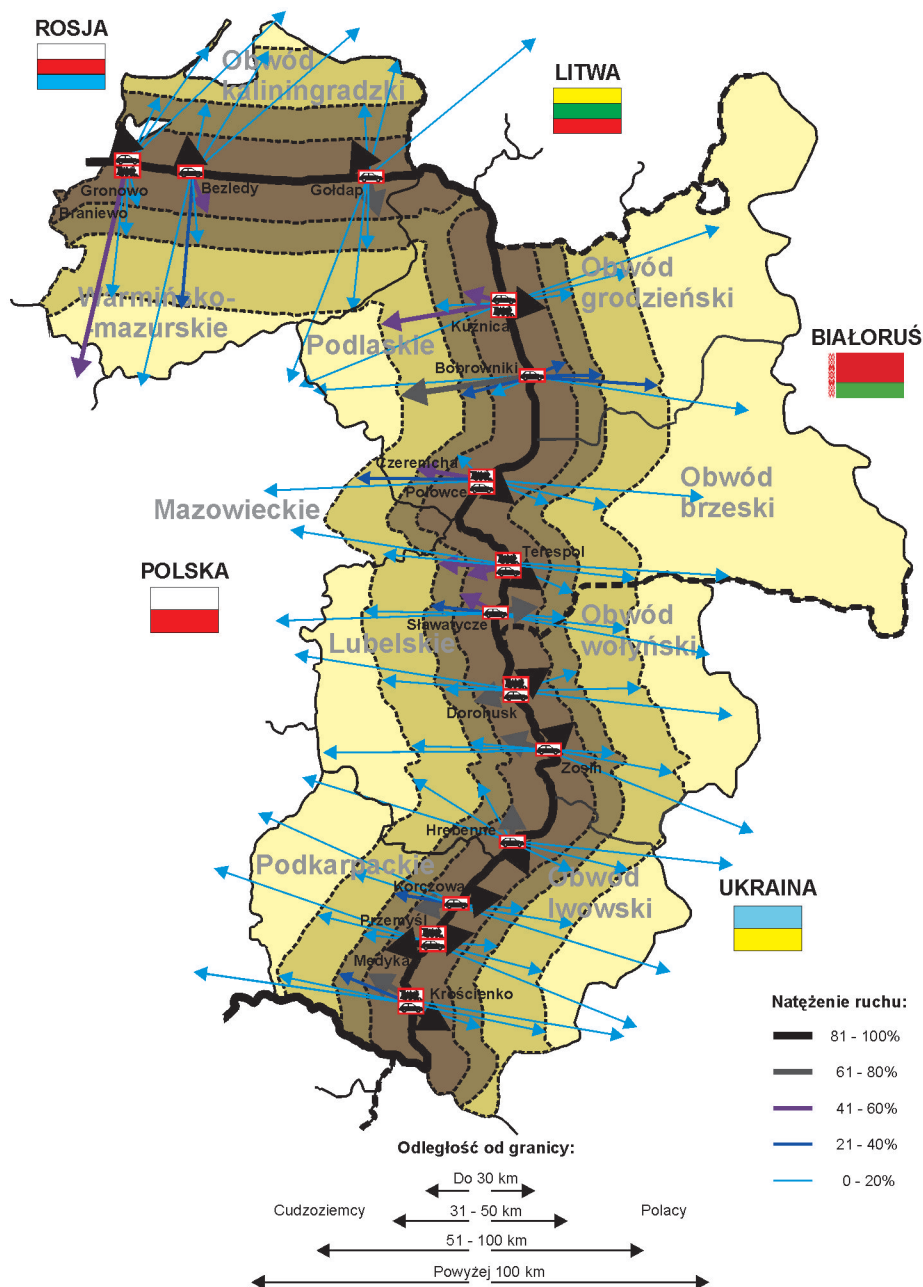 ROSJA
Obwód
kaliningradzki
LITWA
Gronowo
Bezledy
Gołdap
Braniewo
Warmińsko-
-mazurskie
Podlaskie
Kuźnica
Obwód
grodzieński
BIAŁORUŚ
Bobrowniki
Czeremcha
Połowce
Mazowieckie
Obwód
brzeski
POLSKA
Terespol
Sławatycze
Lubelskie
Obwód
wołyński
Dorohusk
Zosin
Hrebenne
Podkarpackie
Korczowa
Obwód
lwowski
Przemyśl
Medyka
Krościenko
UKRAINA
Natężenie ruchu:
81 - 100%
61 - 80%
41 - 60%
21 - 40%
0 - 20%
Odległość od granicy:
Do 30 km
Cudzoziemcy
31 - 50 km
Polacy
51 - 100 km
Powyżej 100 km